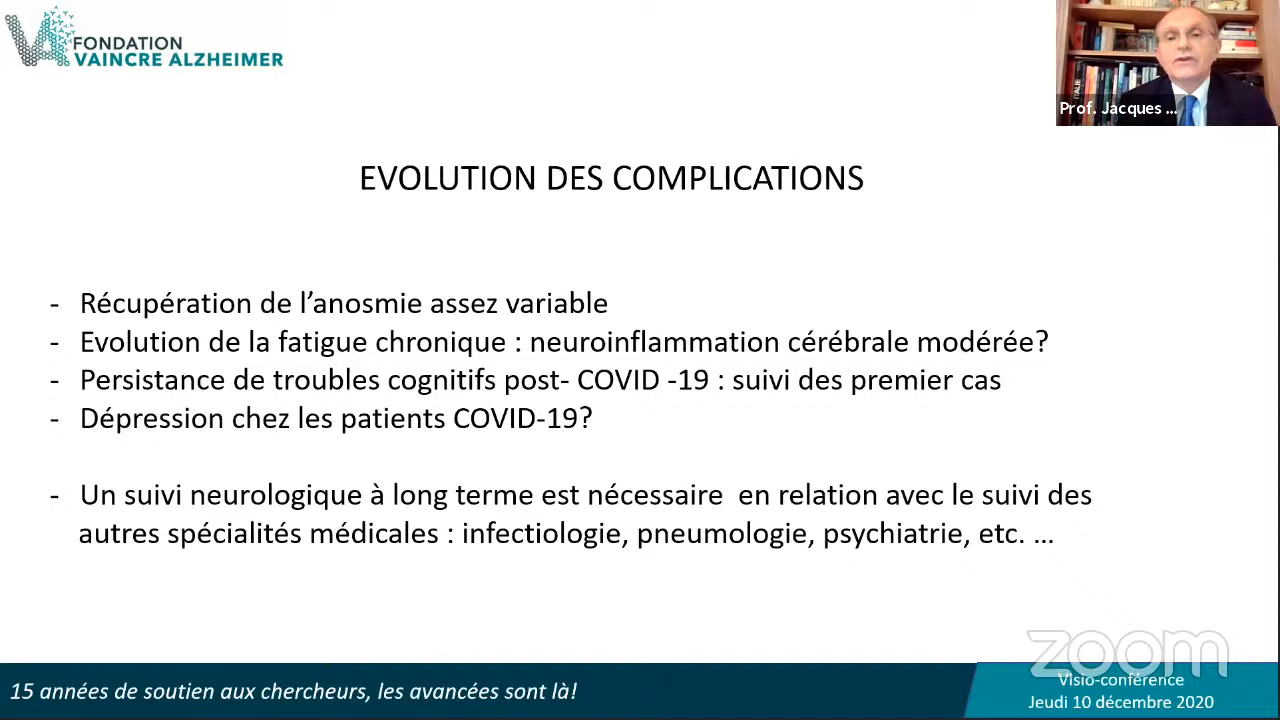 FONDATION
VAINCRE ALZHEIMER
Prof. Jacques ...
EVOLUTION DES COMPLICATIONS
- Récupération de l’anosmie assez variable
- Evolution de la fatigue chronique : neuroinflammation cérébrale modérée?
- Persistance de troubles cognitifs post- COVID -19 : suivi des premier cas
- Dépression chez les patients COVID-19?
- Un suivi neurologique à long terme est nécessaire  en relation avec le suivi des
autres spécialités médicales : infectiologie, pneumologie, psychiatrie, etc. ...
zoom
15 années de soutien aux chercheurs, les avancées sont là!
Visio-conférence
Jeudi 10 décembre 2020